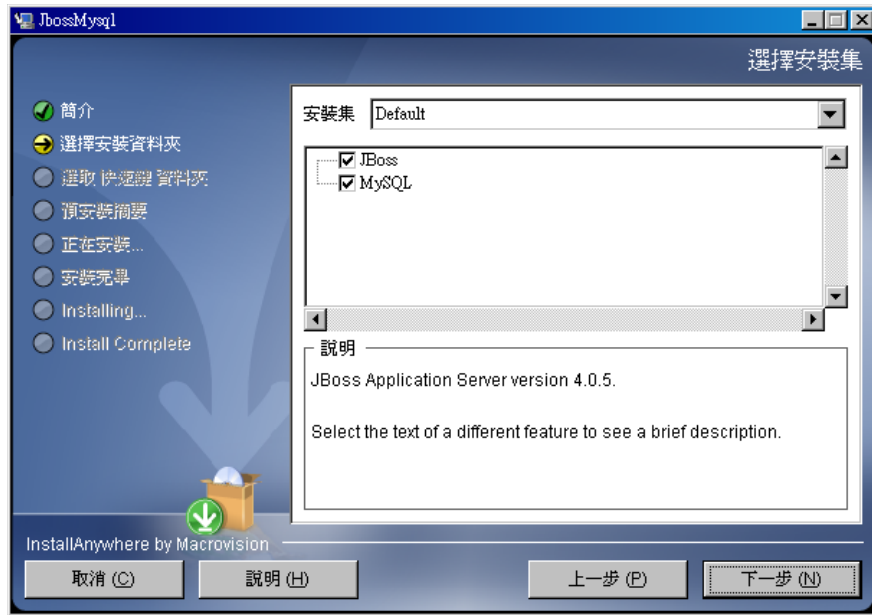 JbossMysql
選擇安裝集
簡介
選擇安裝資料夾
選取 快速鍵 資料夾
預安裝摘要
正在安裝...
安裝完畢
Installing...
Install Complete
安裝集 Default
JBoss
MySQL
說明
JBoss Application Server version 4.0.5.
Select the text of a different feature to see a brief description.
InstallAnywhere by Macrovision
取消 (C) 說明 (H) 上一步 (P) 下一步 (N)